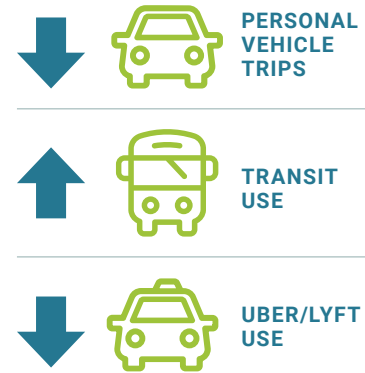 PERSONAL
VEHICLE
TRIPS
TRANSIT
USE
UBER/LYFT
USE